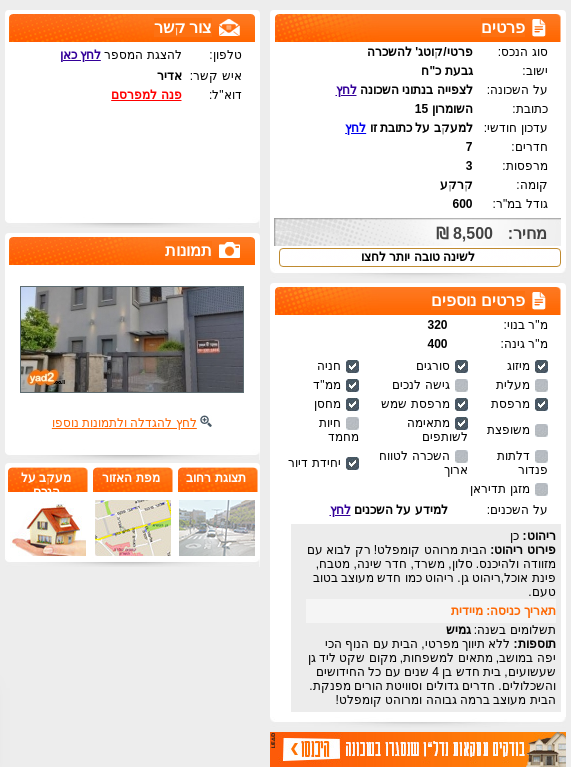 פרטים
סוג הנכס: פרטי/קוטג' להשכרה
ישוב: גבעת כ"ח
על השכונה: לצפייה בנתוני השכונה לחץ
כתובת: השומרון 15
עדכון חודשי: למעקב על כתובת זו לחץ
חדרים: 7
מרפסות: 3
קומה: קרקע
גודל במ"ר: 600
מחיר: 8,500 ₪
לשינה טובה יותר לחצו
פרטים נוספים
מ"ר בנוי: 320
מ"ר גינה: 400
מיזוג סורגים חניה
מעלית גישה לנכים ממ"ד
מרפסת מרפסת שמש מחסן
משופצת מתאימה לשותפים חיות מחמד
דלתות פנדור השכרה לטווח ארוך יחידת דיור
מזגן תדיראן
על השכנים: למידע על השכנים לחץ
ריהוט: כן
פירוט ריהוט: הבית מרוהט קומפלט! רק לבוא עם
מזוודה ולהיכנס. סלון, משרד, חדר שינה, מטבח,
פינת אוכל,ריהוט גן. ריהוט כמו חדש מעוצב בטוב
טעם.
תאריך כניסה: מיידית
תשלומים בשנה: גמיש
תוספות: ללא תיווך מפרטי, הבית עם הנוף הכי
יפה במושב, מתאים למשפחות, מקום שקט ליד גן
שעשועים, בית חדש בן 4 שנים עם כל החידושים
והשכלולים. חדרים גדולים וסוויטת הורים מפנקת.
הבית מעוצב ברמה גבוהה ומרוהט קומפלט!
בודקים עסקאות נדל"ן שנסגרו בשכונה
היכנסו >
צור קשר
טלפון: להצגת המספר לחץ כאן
איש קשר: אדיר
דוא"ל: פנה למפרסם
תמונות
yad2
לחץ להגדלה ולתמונות נוספו
תצוגת רחוב
מפת האזור
מעקב על
הנכס